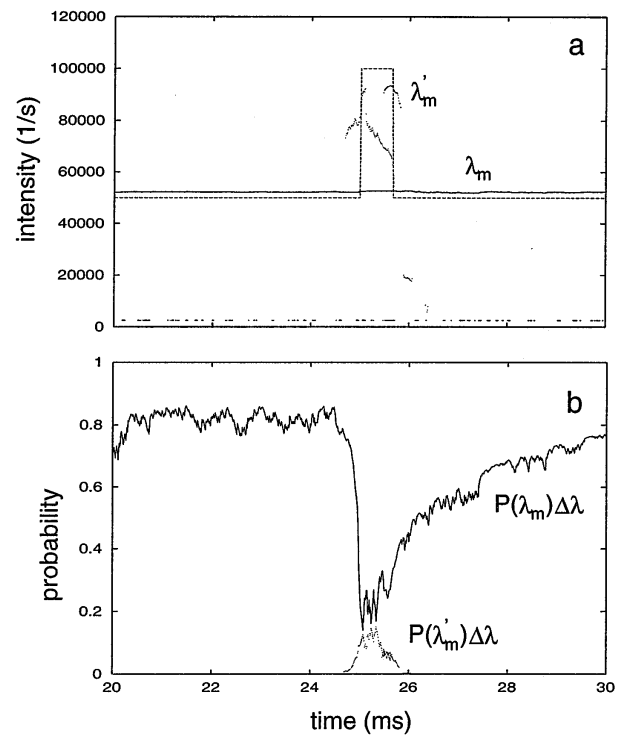 120000
100000
80000
60000
40000
20000
0
intensity (1/s)
a
λ'm
λm
1
0.8
0.6
0.4
0.2
0
probability
b
P(λm)Δλ
P(λ'm)Δλ
20
22
24
26
28
30
time (ms)